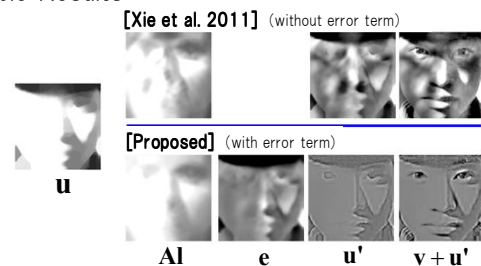 [Xie et al. 2011] (without error term)
u
[Proposed] (with error term)
Al e u' v + u'